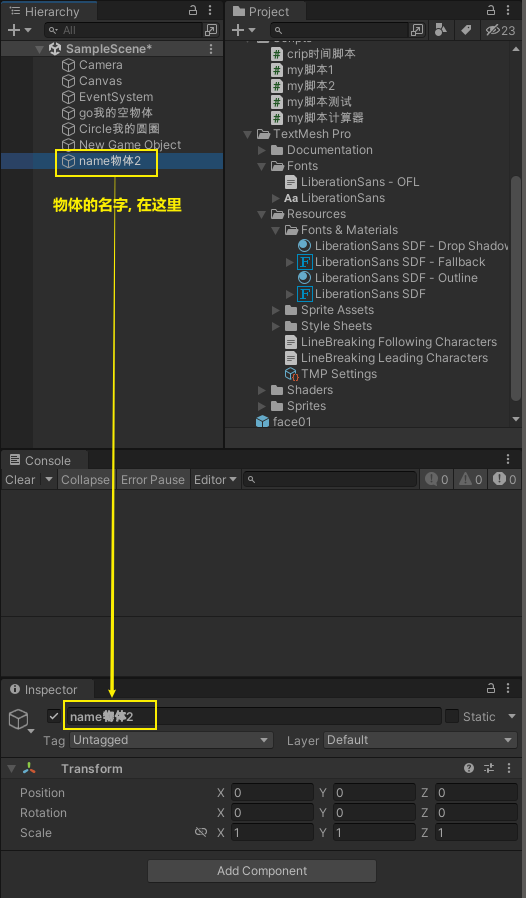 Hierarchy
All
SampleScene*
Camera
Canvas
EventSystem
go我的空物体
Circle我的圆圈
New Game Object
name物体2
物体的名字, 在这里
Project
23
crip时间脚本
my脚本1
my脚本2
my脚本测试
my脚本计算器
TextMesh Pro
Documentation
Fonts
LiberationSans - OFL
Aa LiberationSans
Resources
Fonts & Materials
LiberationSans SDF - Drop Shadow
F LiberationSans SDF - Fallback
LiberationSans SDF - Outline
F LiberationSans SDF
Sprite Assets
Style Sheets
LineBreaking Following Characters
LineBreaking Leading Characters
TMP Settings
Shaders
Sprites
face01
Console
Clear Collapse Error Pause Editor 0 0 0
Inspector
name物体2 Static
Tag Untagged Layer Default
Transform
Position X 0 Y 0 Z 0
Rotation X 0 Y 0 Z 0
Scale X 1 Y 1 Z 1
Add Component